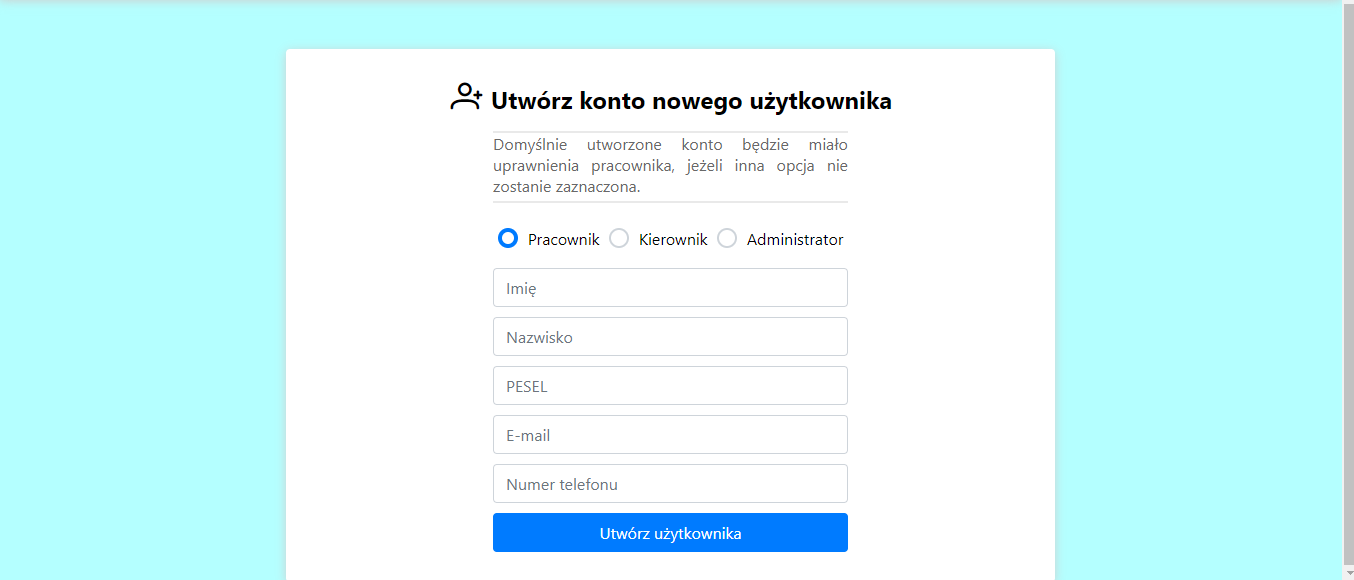 Utwórz konto nowego użytkownika
Domyślnie utworzone konto będzie miało
uprawnienia pracownika, jeżeli inna opcja nie
zostanie zaznaczona.
Pracownik Kierownik Administrator
Imię
Nazwisko
PESEL
E-mail
Numer telefonu
Utwórz użytkownika